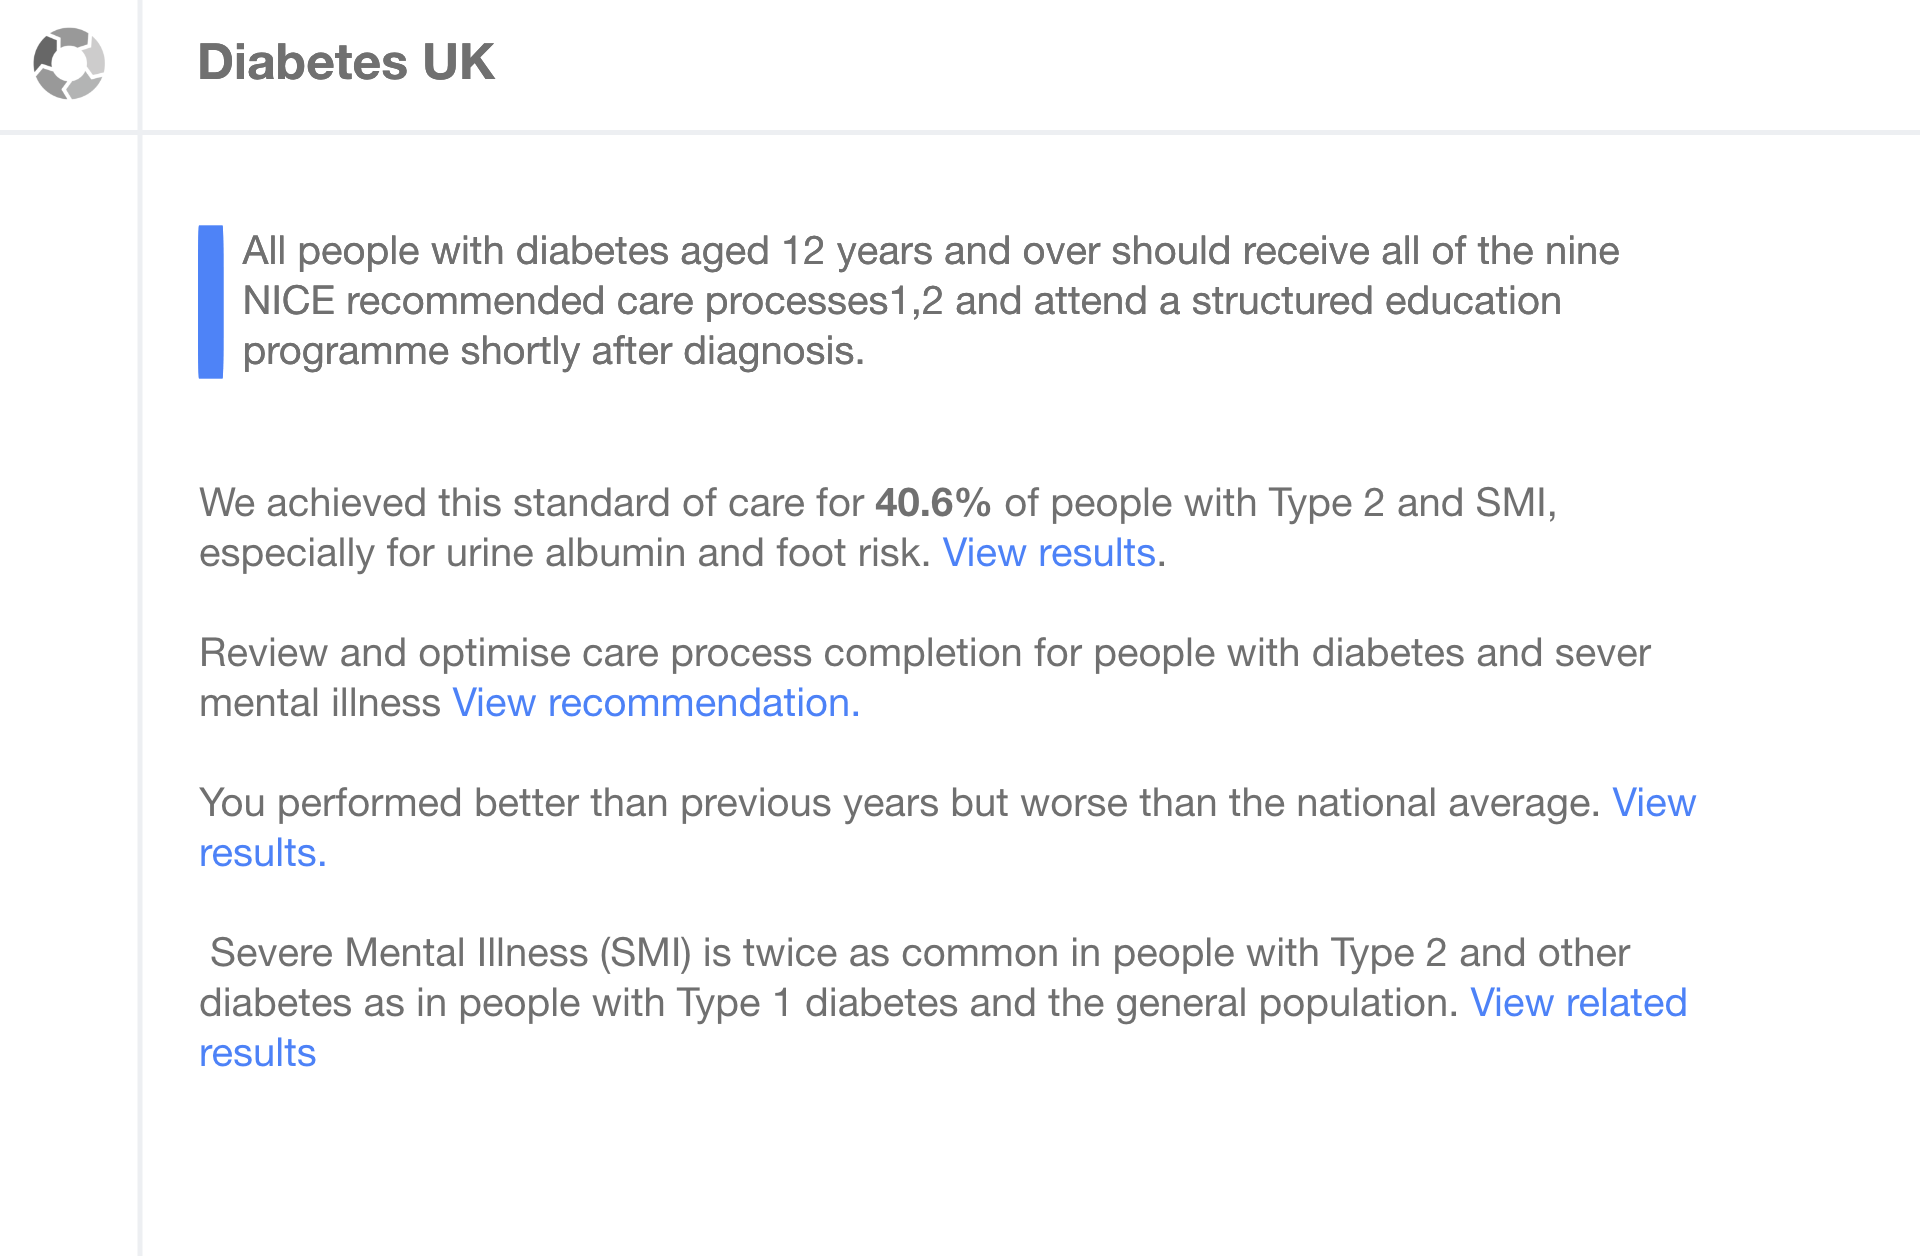 Diabetes UK
All people with diabetes aged 12 years and over should receive all of the nine
NICE recommended care processes1,2 and attend a structured education
programme shortly after diagnosis.
We achieved this standard of care for 40.6% of people with Type 2 and SMI,
especially for urine albumin and foot risk. View results.
Review and optimise care process completion for people with diabetes and sever
mental illness View recommendation.
You performed better than previous years but worse than the national average. View
results.
Severe Mental Illness (SMI) is twice as common in people with Type 2 and other
diabetes as in people with Type 1 diabetes and the general population. View related
results